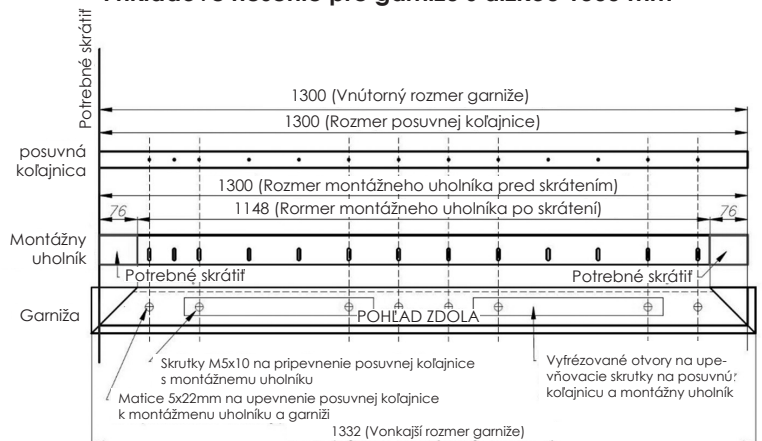 Potrebné skrátiť
1300 (Vnútorný rozmer garniže)
1300 (Rozmer posuvnej koľajnice)
posuvná
koľajnica
1300 (Rozmer montážneho uholníka pred skrátením)
76
1148 (Rormer montážneho uholníka po skrátení)
76
Montážny
uholník
Potrebné skrátiť
Potrebné skrátiť
Garniža
POHĽAD ZDOLA
Skrutky M5x10 na pripevnenie posuvnej koľajnice
s montážnemu uholníku
Matice 5x22mm na upevnenie posuvnej koľajnice
k montážmenu uholníku a garniži
Vyfrézované otvory na upe-
vňovacie skrutky na posuvnú
koľajnicu a montážny uholník
1332 (Vonkajší rozmer garniže)